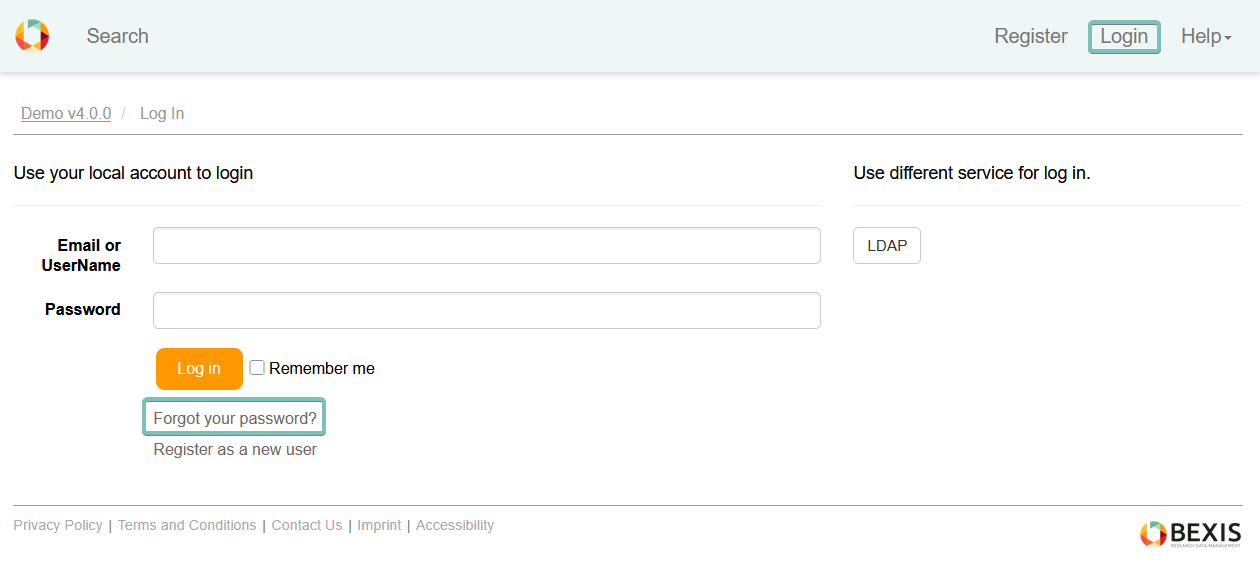 Search
Register
Login
Help
Demo v4.0.0 / Log In
Use your local account to login
Use different service for log in.
Email or
UserName
LDAP
Password
Log in
Remember me
Forgot your password?
Register as a new user
Privacy Policy | Terms and Conditions | Contact Us | Imprint | Accessibility
BEXIS
RESEARCH DATA MANAGEMENT